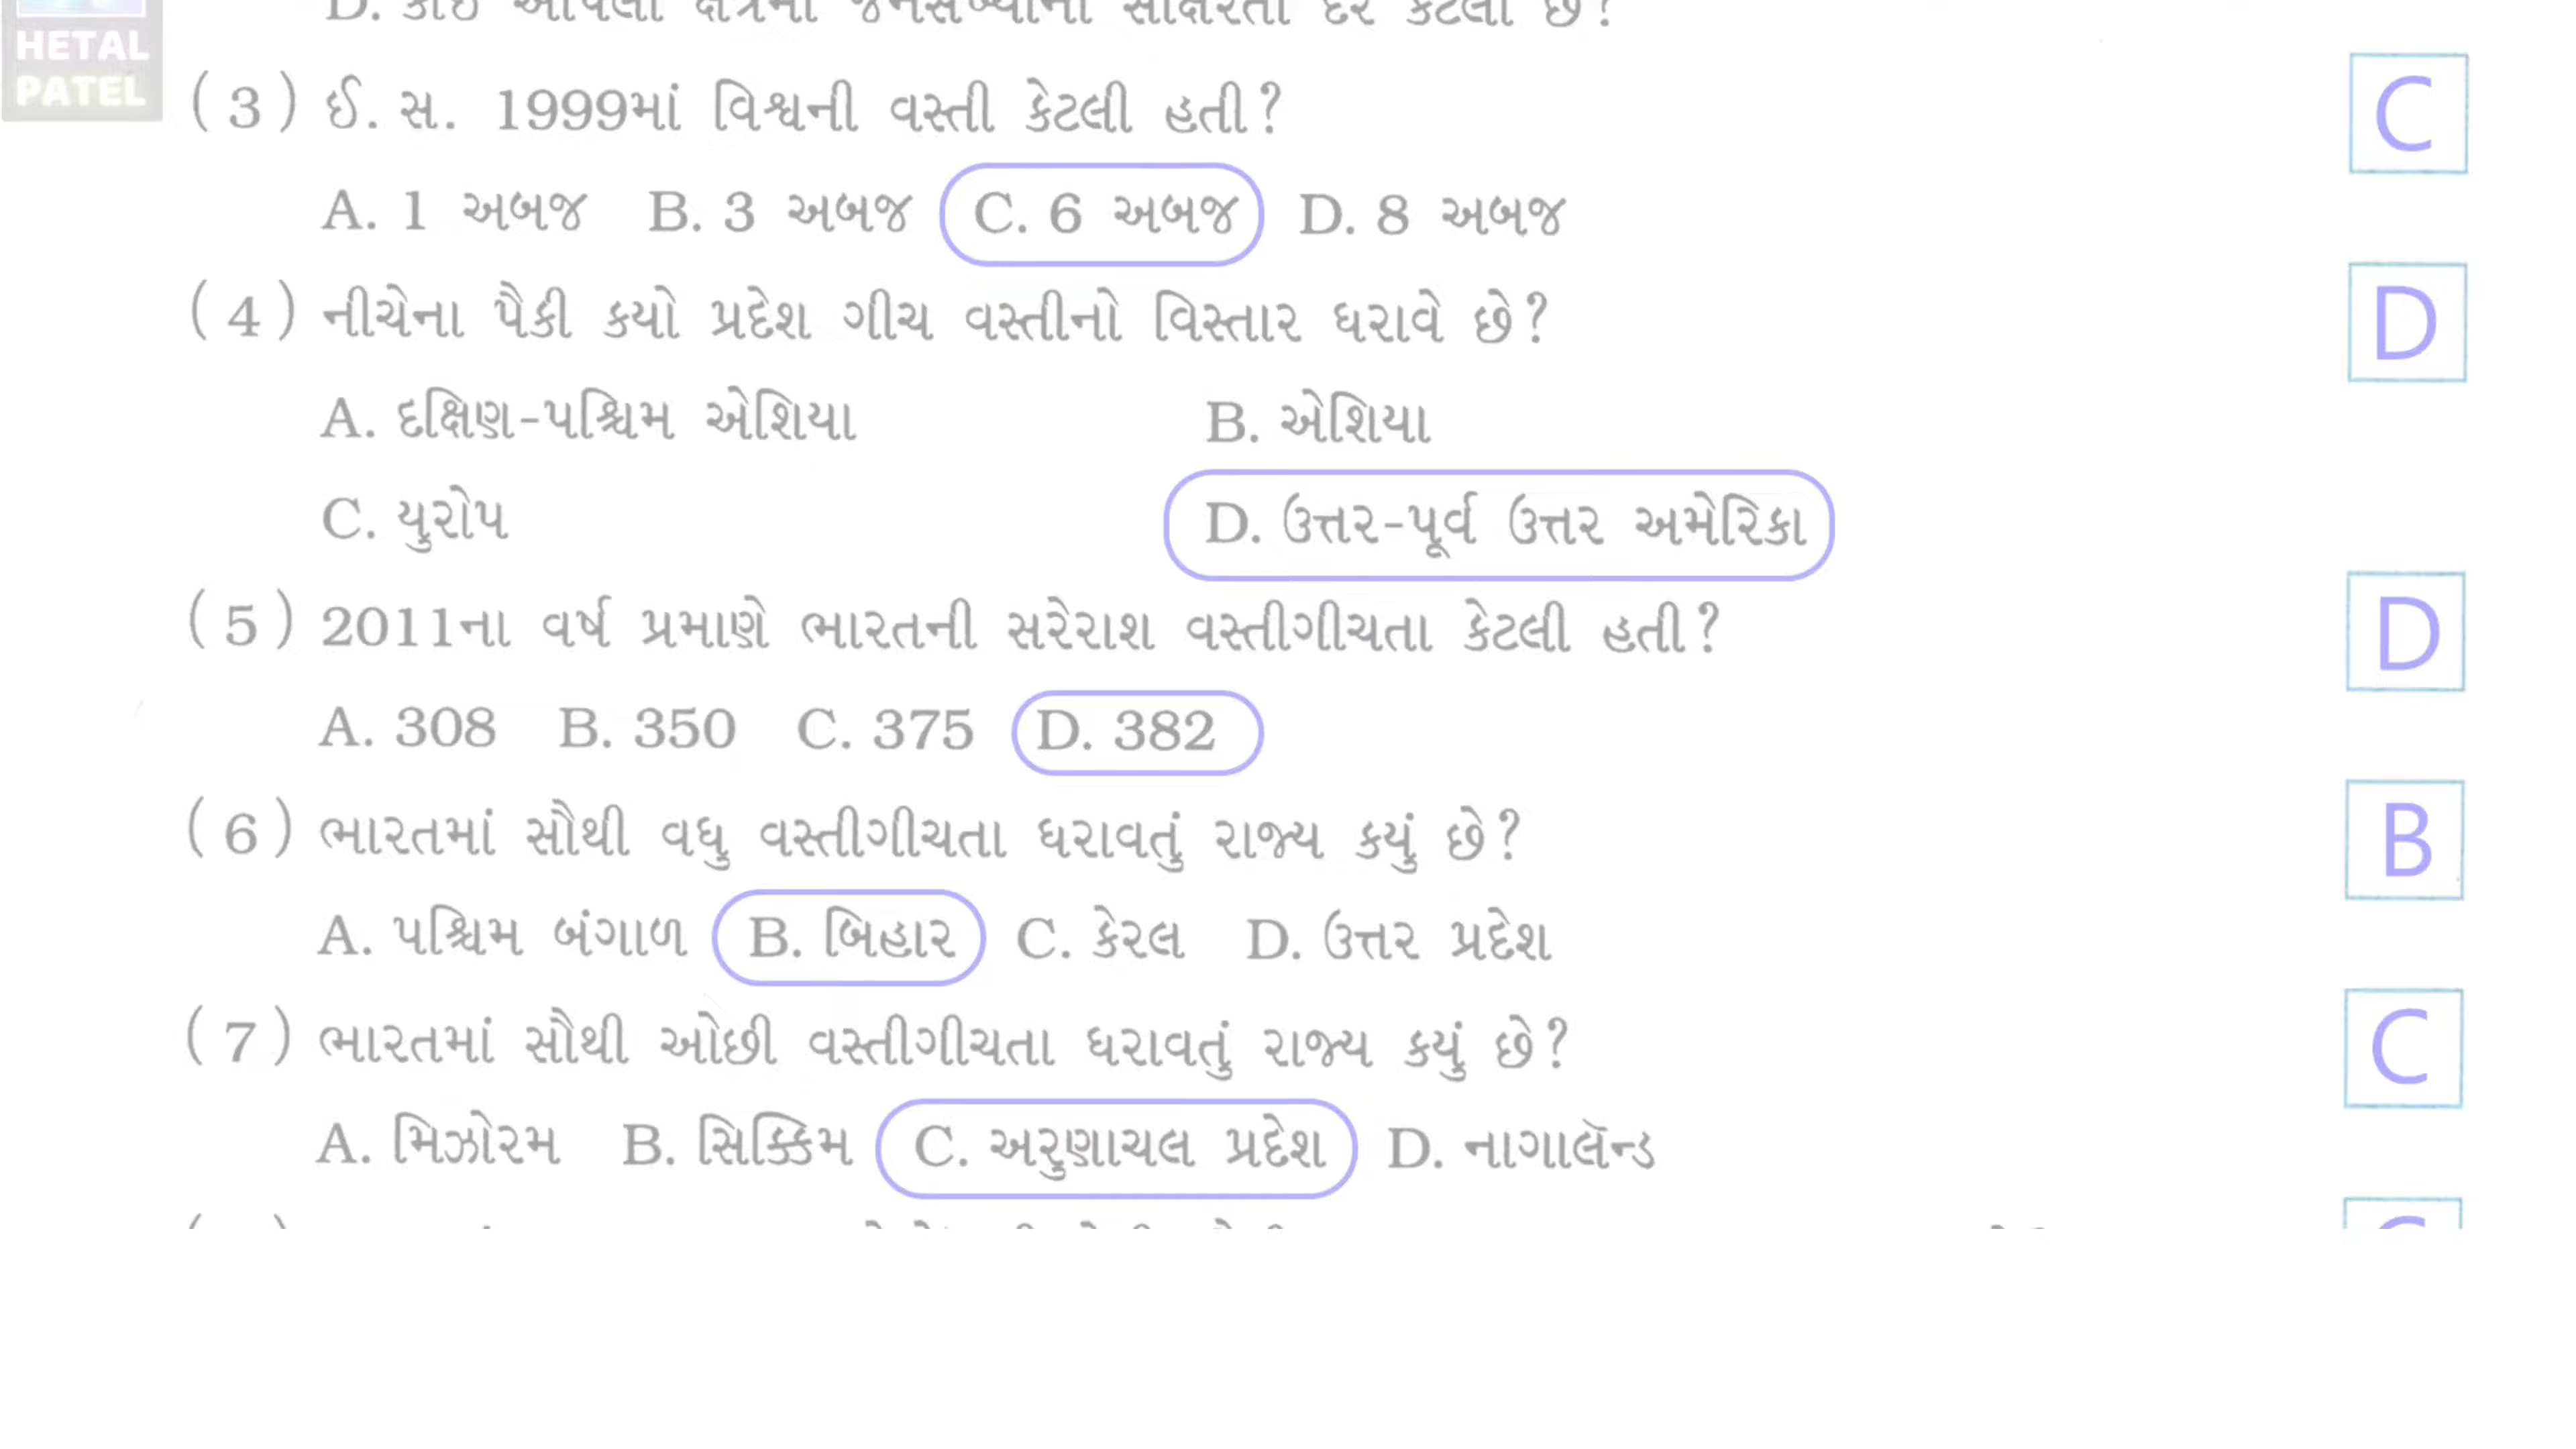 HETAL
PATEL
(3) ઈ. સ. 1999માં વિશ્વની વસ્તી કેટલી હતી?
C
A. 1 અબજ B. 3 અબજ C. 6 અબજ D. 8 અબજ
(4) નીચેના પૈકી કયો પ્રદેશ ગીચ વસ્તીનો વિસ્તાર ધરાવે છે?
D
A. દક્ષિણ-પશ્ચિમ એશિયા B. એશિયા
C. યુરોપ D. ઉત્તર-પૂર્વ ઉત્તર અમેરિકા
(5) 2011ના વર્ષ પ્રમાણે ભારતની સરેરાશ વસ્તીગીચતા કેટલી હતી?
D
A. 308 B. 350 C. 375 D. 382
(6) ભારતમાં સૌથી વધુ વસ્તીગીચતા ધરાવતું રાજ્ય કયું છે?
B
A. પશ્ચિમ બંગાળ B. બિહાર C. કેરલ D. ઉત્તર પ્રદેશ
(7) ભારતમાં સૌથી ઓછી વસ્તીગીચતા ધરાવતું રાજ્ય કયું છે?
C
A. મિઝોરમ B. સિક્કિમ C. અરુણાચલ પ્રદેશ D. નાગાલૅન્ડ